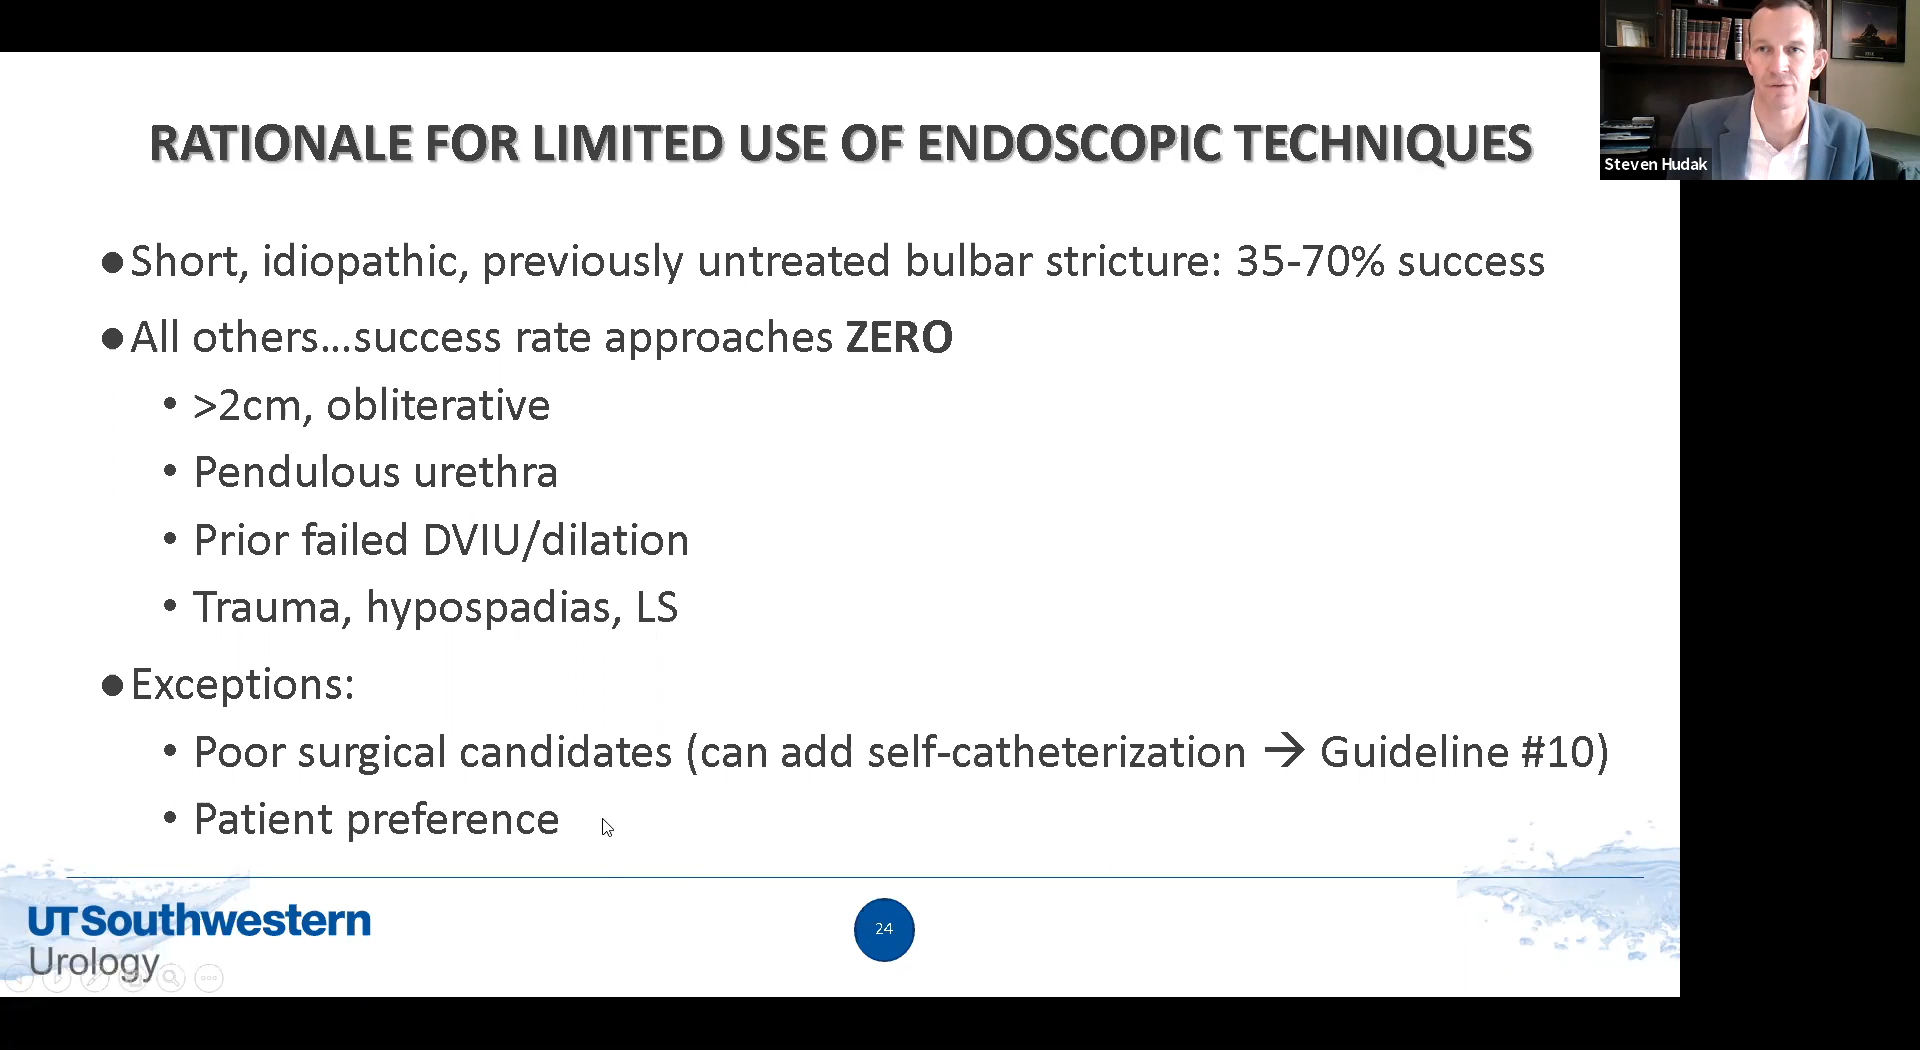 RATIONALE FOR LIMITED USE OF ENDOSCOPIC TECHNIQUES
Steven Hudak
●Short, idiopathic, previously untreated bulbar stricture: 35-70% success
●All others...success rate approaches ZERO
• >2cm, obliterative
• Pendulous urethra
• Prior failed DVIU/dilation
• Trauma, hypospadias, LS
●Exceptions:
• Poor surgical candidates (can add self-catheterization → Guideline #10)
• Patient preference
UTSouthwestern
Urology
24